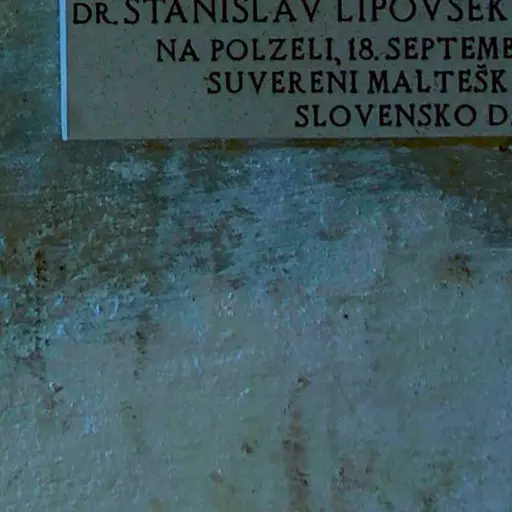 DR. STANISLAV LIPOVŠEK
NA POLZELI, 18. SEPTEMB
SUVERENI MALTEŠK
SLOVENSKO D